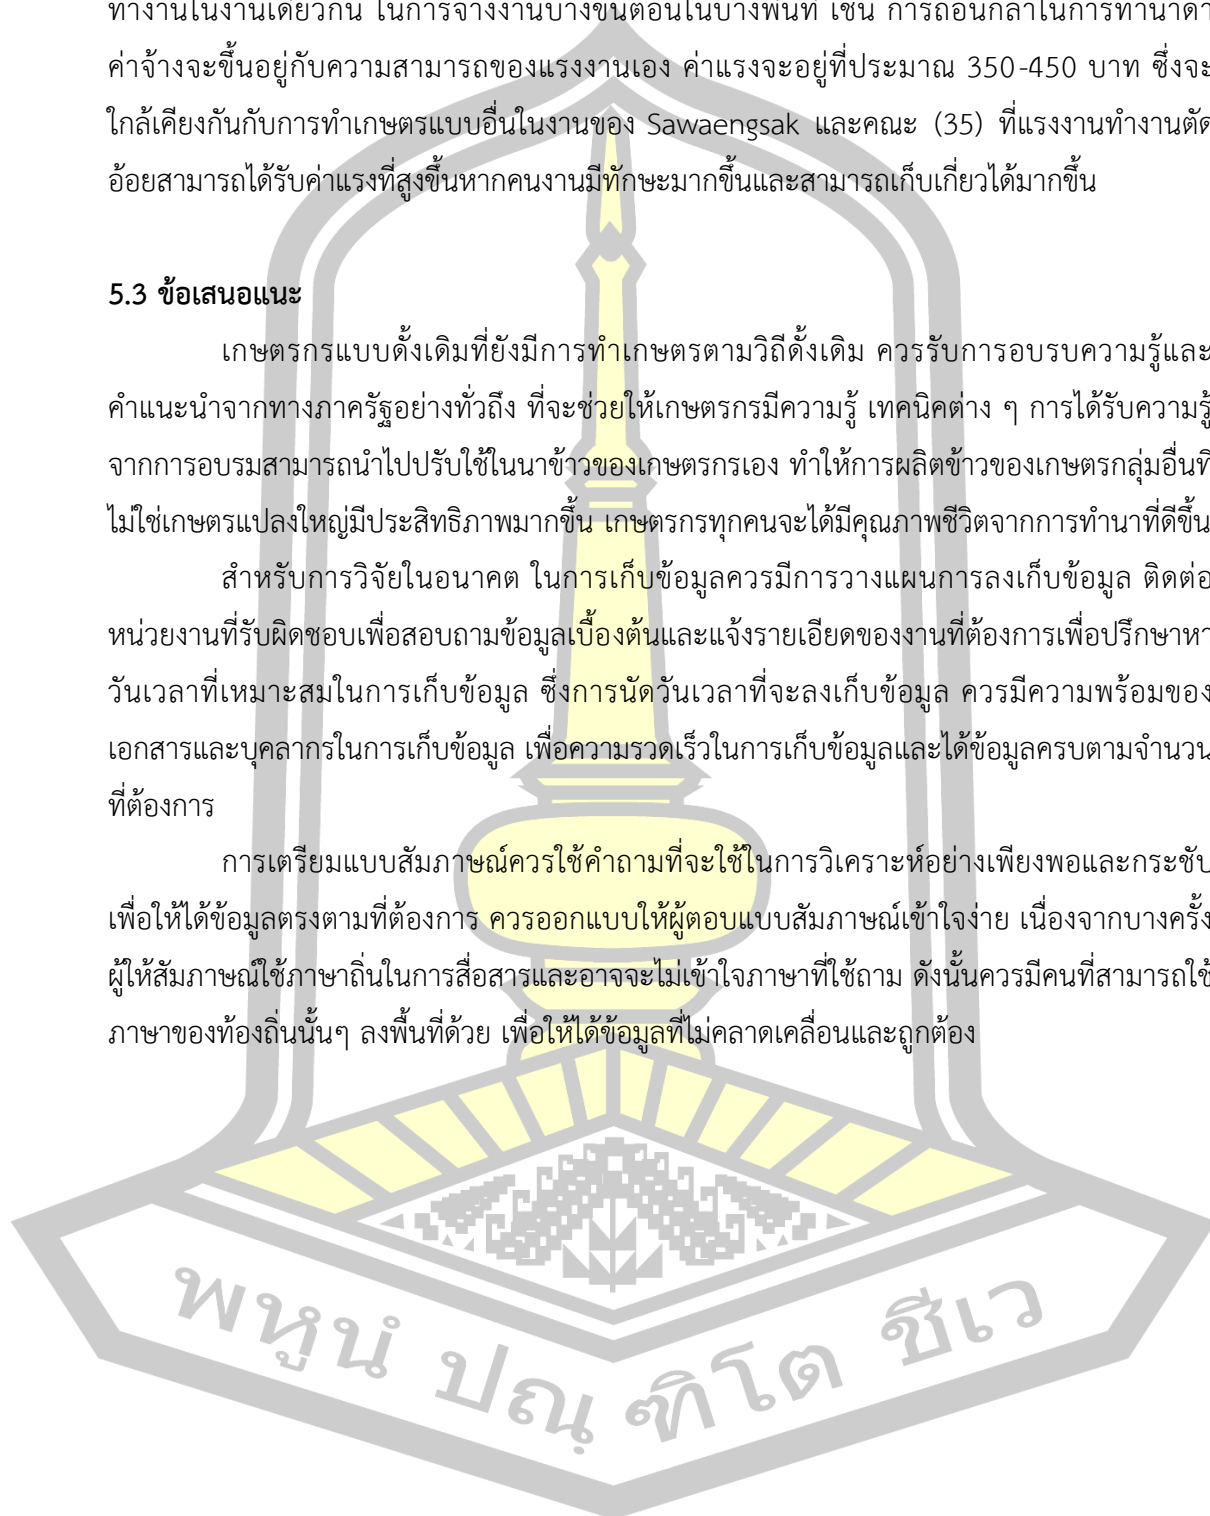 ทำงานในงานเดียวกัน ในการจ้างงานบางขั้นตอนในบางพื้นที่ เช่น การถอนกล้าในการทำนาดำ
ค่าจ้างจะขึ้นอยู่กับความสามารถของแรงงานเอง ค่าแรงจะอยู่ที่ประมาณ 350-450 บาท ซึ่งจะ
ใกล้เคียงกันกับการทำเกษตรแบบอื่นในงานของ Sawaengsak และคณะ (35) ที่แรงงานทำงานตัด
อ้อยสามารถได้รับค่าแรงที่สูงขึ้นหากคนงานมีทักษะมากขึ้นและสามารถเก็บเกี่ยวได้มากขึ้น
5.3 ข้อเสนอแนะ
เกษตรกรแบบดั้งเดิมที่ยังมีการทำเกษตรตามวิถีดั้งเดิม ควรรับการอบรบความรู้และ
คำแนะนำจากทางภาครัฐอย่างทั่วถึง ที่จะช่วยให้เกษตรกรมีความรู้ เทคนิคต่าง ๆ การได้รับความรู้
จากการอบรมสามารถนำไปปรับใช้ในนาข้าวของเกษตรกรเอง ทำให้การผลิตข้าวของเกษตรกลุ่มอื่นที่
ไม่ใช่เกษตรแปลงใหญ่มีประสิทธิภาพมากขึ้น เกษตรกรทุกคนจะได้มีคุณภาพชีวิตจากการทำนาที่ดีขึ้น
สำหรับการวิจัยในอนาคต ในการเก็บข้อมูลควรมีการวางแผนการลงเก็บข้อมูล ติดต่อ
หน่วยงานที่รับผิดชอบเพื่อสอบถามข้อมูลเบื้องต้นและแจ้งรายเอียดของงานที่ต้องการเพื่อปรึกษาหา
วันเวลาที่เหมาะสมในการเก็บข้อมูล ซึ่งการนัดวันเวลาที่จะลงเก็บข้อมูล ควรมีความพร้อมของ
เอกสารและบุคลากรในการเก็บข้อมูล เพื่อความรวดเร็วในการเก็บข้อมูลและได้ข้อมูลครบตามจำนวน
ที่ต้องการ
การเตรียมแบบสัมภาษณ์ควรใช้คำถามที่จะใช้ในการวิเคราะห์อย่างเพียงพอและกระชับ
เพื่อให้ได้ข้อมูลตรงตามที่ต้องการ ควรออกแบบให้ผู้ตอบแบบสัมภาษณ์เข้าใจง่าย เนื่องจากบางครั้ง
ผู้ให้สัมภาษณ์ใช้ภาษาถิ่นในการสื่อสารและอาจจะไม่เข้าใจภาษาที่ใช้ถาม ดังนั้นควรมีคนที่สามารถใช้
ภาษาของท้องถิ่นนั้นๆ ลงพื้นที่ด้วย เพื่อให้ได้ข้อมูลที่ไม่คลาดเคลื่อนและถูกต้อง
พหูนํ ปณฺฑิโต ชีเว